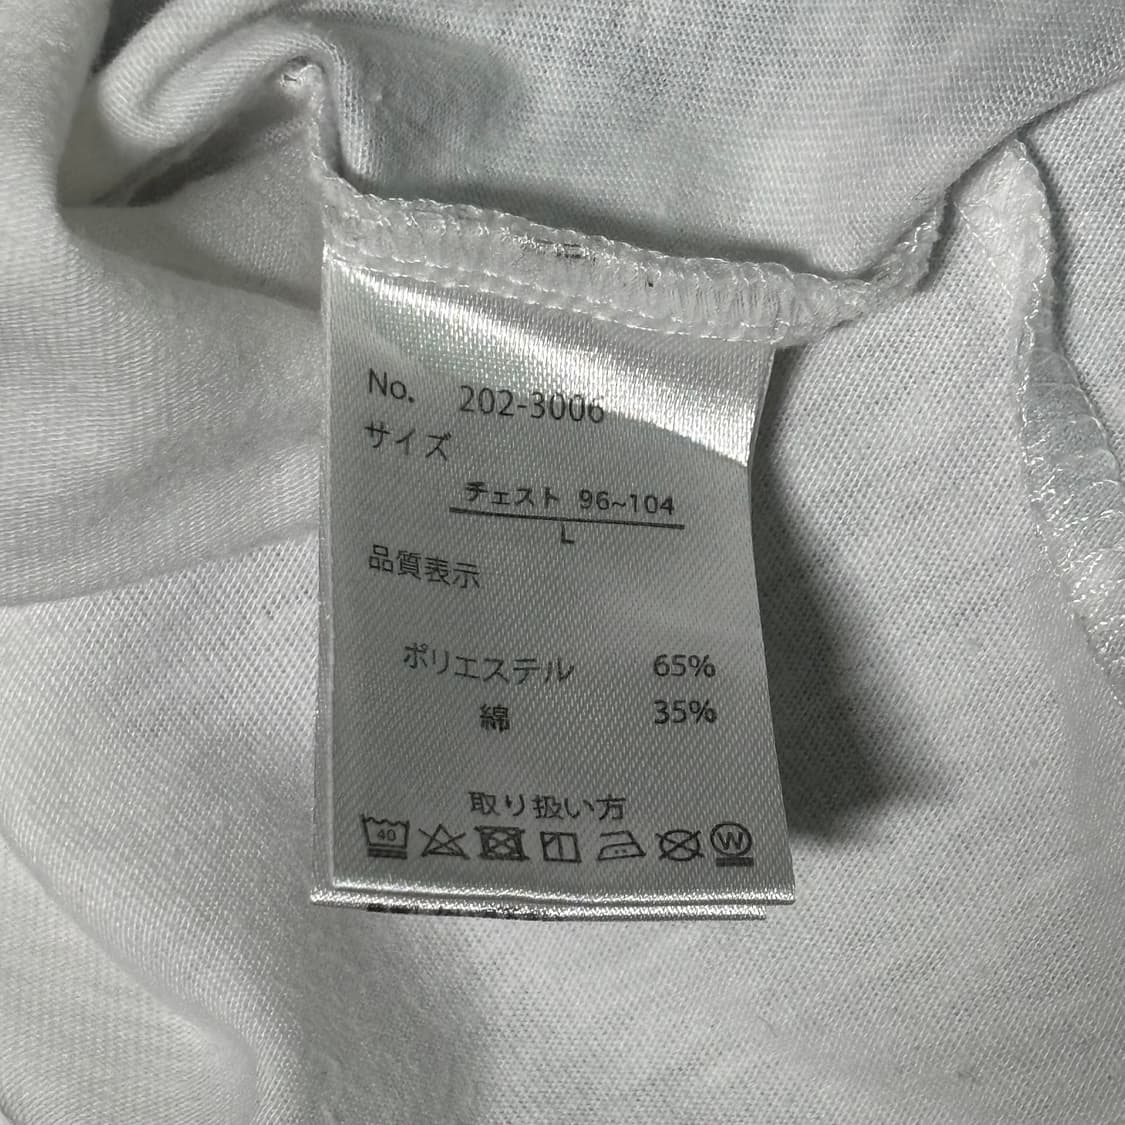 No. 202-3006
サイズ
チェスト 96~104
L
品質表示
ポリエステル 65%
綿 35%
取り扱い方
40
W